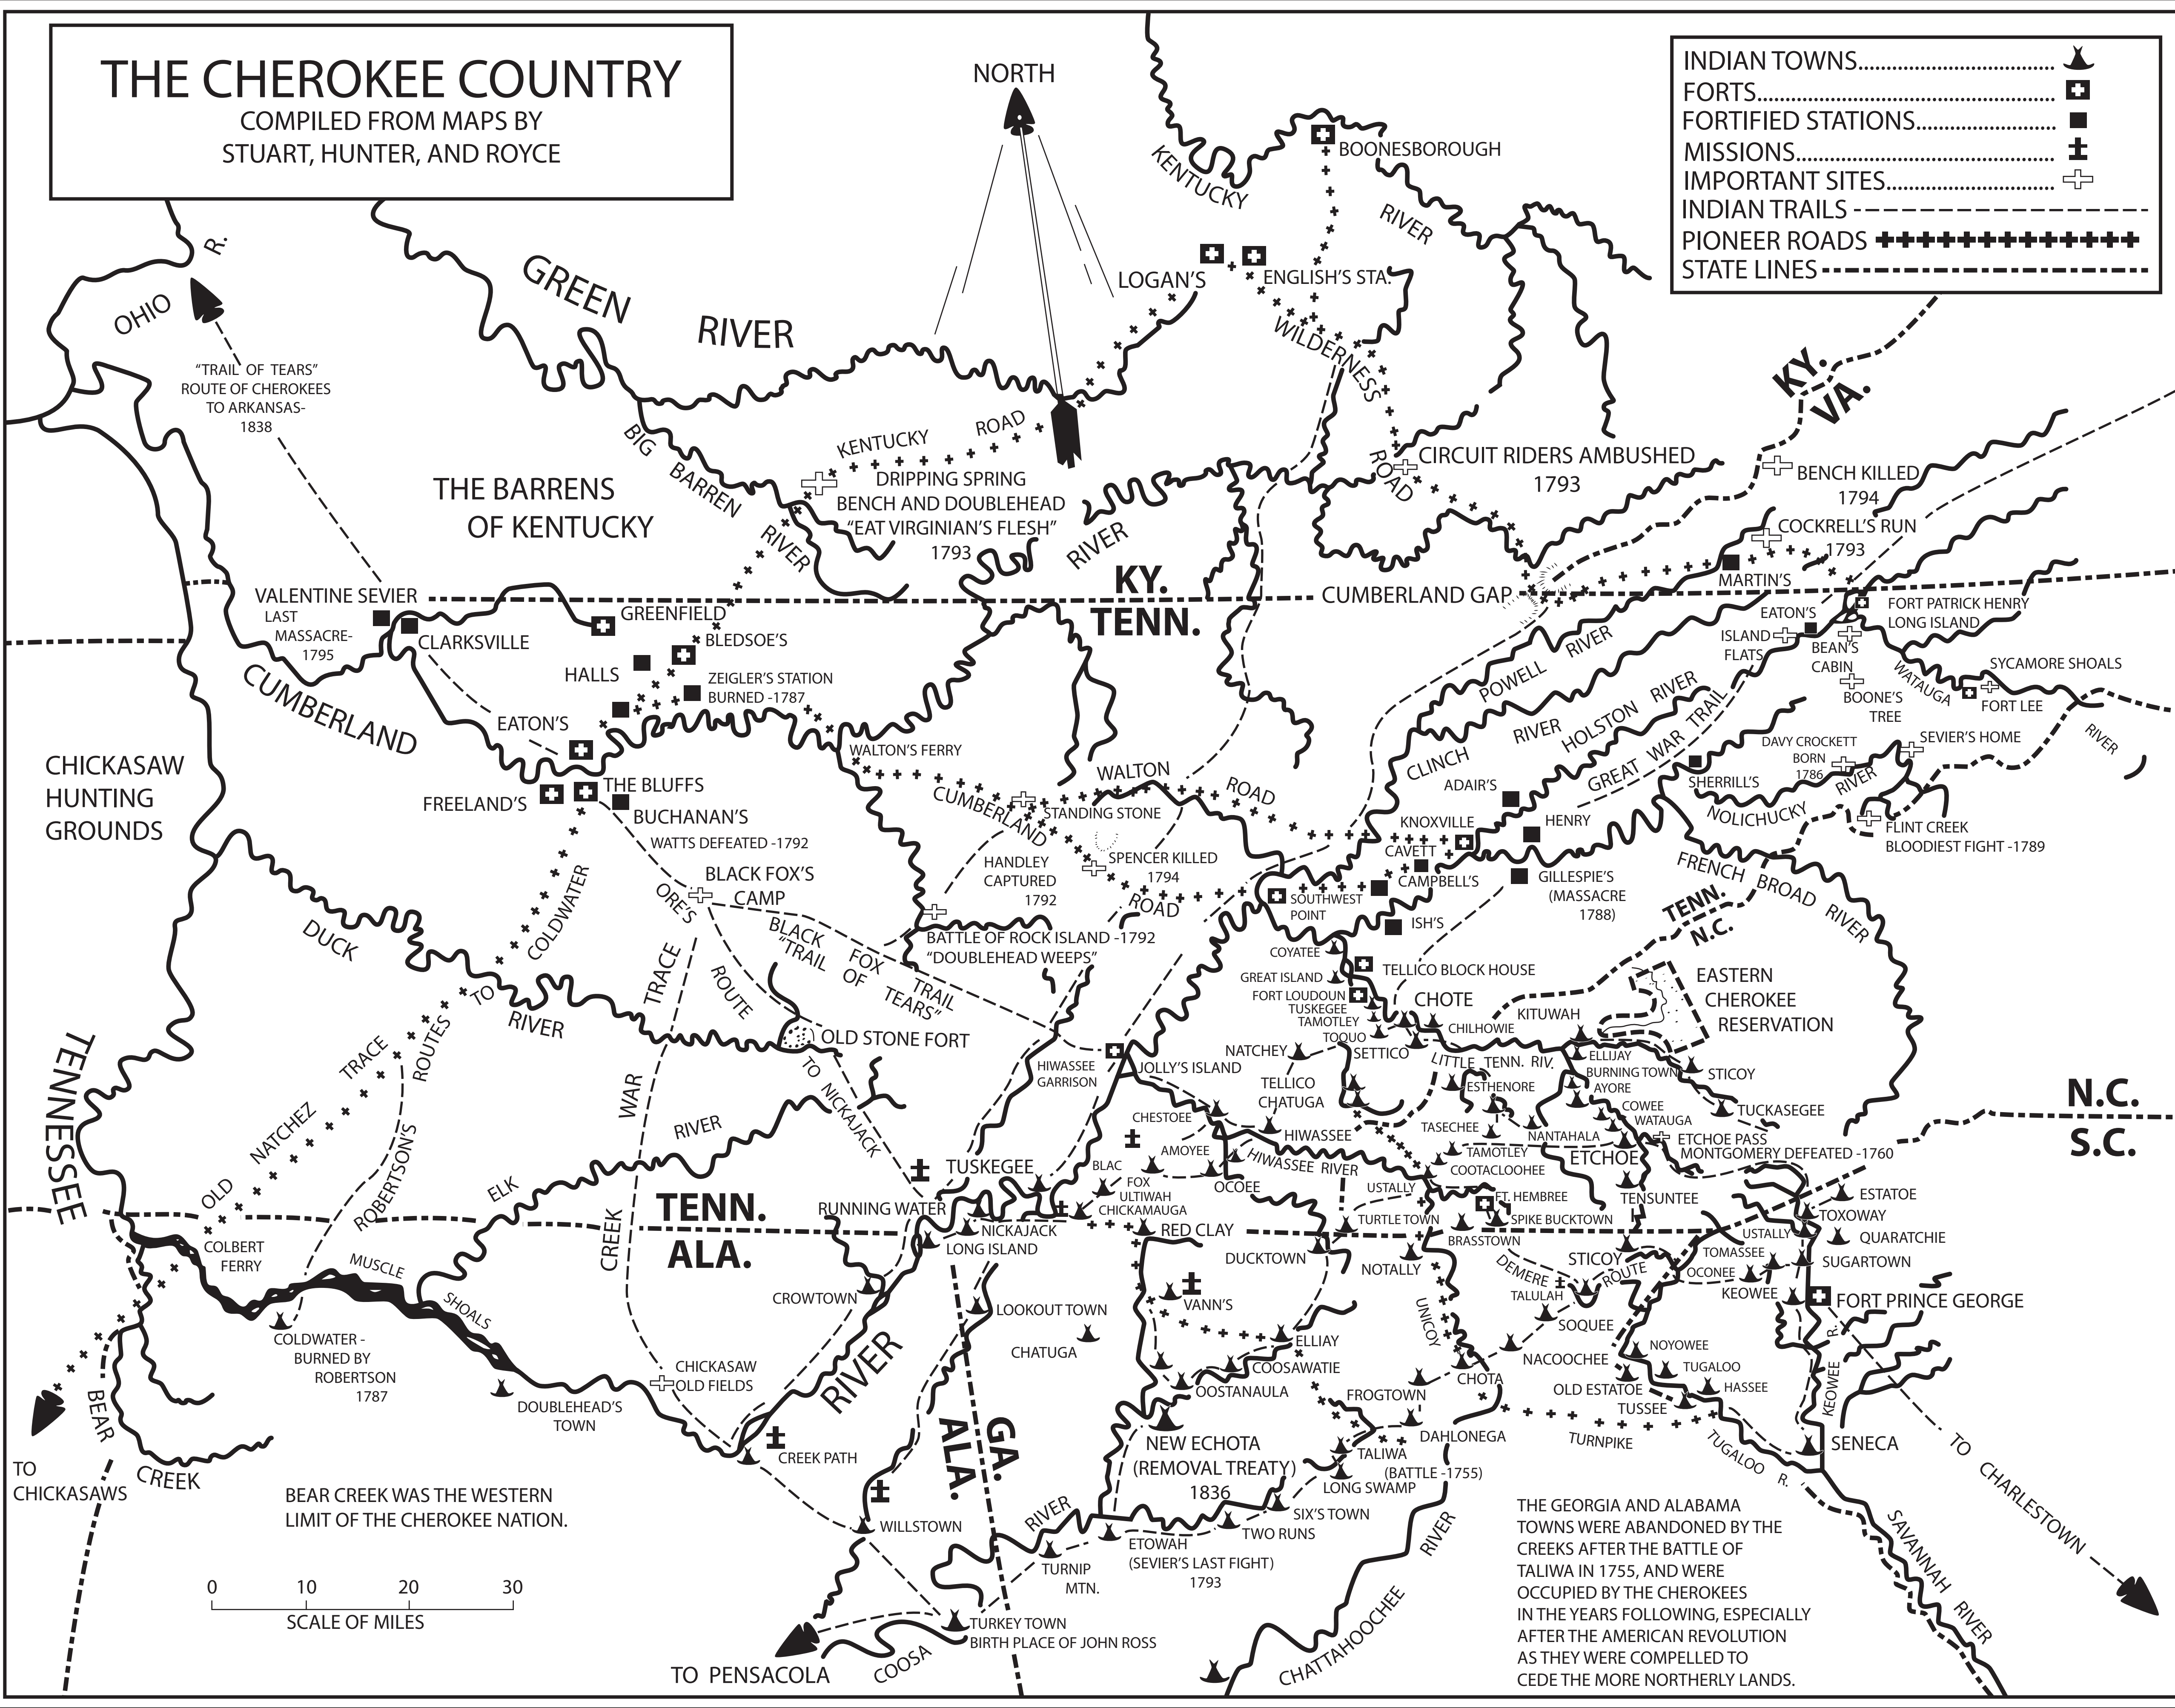 THE CHEROKEE COUNTRY
COMPILED FROM MAPS BY
STUART, HUNTER, AND ROYCE
NORTH
INDIAN TOWNS
FORTS
FORTIFIED STATIONS
MISSIONS
IMPORTANT SITES
INDIAN TRAILS
PIONEER ROADS
STATE LINES
BOONESBOROUGH
KENTUCKY
RIVER
LOGAN'S
ENGLISH'S STA.
WILDERNESS
ROAD
OHIO
R.
GREEN
RIVER
"TRAIL OF TEARS"
ROUTE OF CHEROKEES
TO ARKANSAS-
1838
KY.
VA.
BIG
BARREN
RIVER
KENTUCKY
ROAD
DRIPPING SPRING
BENCH AND DOUBLEHEAD
"EAT VIRGINIAN'S FLESH"
1793
THE BARRENS
OF KENTUCKY
RIVER
CIRCUIT RIDERS AMBUSHED
1793
BENCH KILLED
1794
COCKRELL'S RUN
1793
MARTIN'S
CUMBERLAND GAP
KY.
TENN.
VALENTINE SEVIER
LAST
MASSACRE-
1795
CLARKSVILLE
GREENFIELD
BLEDSOE'S
HALLS
ZEIGLER'S STATION
BURNED -1787
EATON'S
CUMBERLAND
EATON'S
FORT PATRICK HENRY
LONG ISLAND
ISLAND
FLATS
BEAN'S
CABIN
BOONE'S
TREE
WATAUGA
SYCAMORE SHOALS
FORT LEE
RIVER
POWELL
RIVER
CLINCH
RIVER
HOLSTON RIVER
GREAT WAR TRAIL
DAVY CROCKETT
BORN
1786
SEVIER'S HOME
SHERRILL'S
NOLICHUCKY
RIVER
FLINT CREEK
BLOODIEST FIGHT -1789
CHICKASAW
HUNTING
GROUNDS
FREELAND'S
THE BLUFFS
BUCHANAN'S
WATTS DEFEATED -1792
WALTON'S FERRY
WALTON
ROAD
CUMBERLAND
ROAD
STANDING STONE
SPENCER KILLED
1794
HANDLEY
CAPTURED
1792
ADAIR'S
HENRY
KNOXVILLE
CAVETT
CAMPBELL'S
GILLESPIE'S
(MASSACRE
1788)
SOUTHWEST
POINT
ISH'S
FRENCH BROAD RIVER
TENN.
N.C.
BLACK FOX'S
CAMP
ORE'S
ROUTE
COLDWATER
DUCK
RIVER
BLACK FOX TRAIL
"TRAIL OF TEARS"
BATTLE OF ROCK ISLAND -1792
"DOUBLEHEAD WEEPS"
COYATEE
GREAT ISLAND
TELLICO BLOCK HOUSE
FORT LOUDOUN
TUSKEGEE
TAMOTLEY
TOQUO
CHOTE
CHILHOWIE
SETTICO
KITUWAH
EASTERN
CHEROKEE
RESERVATION
TENNESSEE
OLD
NATCHEZ
TRACE
TO
ROUTES
ROBERTSON'S
OLD STONE FORT
TO NICKAJACK
CREEK
WAR
TRACE
HIWASSEE
GARRISON
JOLLY'S ISLAND
NATCHEY
TELLICO
CHATUGA
LITTLE TENN. RIV.
ELLIJAY
BURNING TOWN
AYORE
ESTHENORE
STICOY
COWEE
WATAUGA
TUCKASEGEE
CHESTOEE
HIWASSEE
TASECHEE
NANTAHALA
ETCHOE PASS
MONTGOMERY DEFEATED -1760
ETCHOE
N.C.
S.C.
AMOYEE
HIWASSEE RIVER
TAMOTLEY
COOTACLOOHEE
OCOEE
USTALLY
FT. HEMBREE
TENSUNTEE
ESTATOE
TOXOWAY
ELK
RIVER
TUSKEGEE
BLAC
FOX
ULTIWAH
CHICKAMAUGA
RUNNING WATER
NICKAJACK
LONG ISLAND
RED CLAY
TENN.
ALA.
TURTLE TOWN
SPIKE BUCKTOWN
BRASSTOWN
DUCKTOWN
NOTALLY
USTALLY
QUARATCHIE
TOMASSEE
SUGARTOWN
STICOY
DEMERE
ROUTE
OCONEE
KEOWEE
TALULAH
FORT PRINCE GEORGE
COLBERT
FERRY
MUSCLE
SHOALS
COLDWATER -
BURNED BY
ROBERTSON
1787
CROWTOWN
LOOKOUT TOWN
VANN'S
CHATUGA
ELLIAY
COOSAWATIE
OOSTANAULA
UNICOY
SOQUEE
NACOOCHEE
NOYOWEE
TUGALOO
HASSEE
OLD ESTATOE
TUSSEE
KEOWEE
R.
CHOTA
FROGTOWN
TURNPIKE
DAHLONEGA
SENECA
TUGALOO R.
TO CHARLESTOWN
CHICKASAW
OLD FIELDS
DOUBLEHEAD'S
TOWN
RIVER
CREEK PATH
GA.
ALA.
NEW ECHOTA
(REMOVAL TREATY)
1836
TALIWA
(BATTLE -1755)
LONG SWAMP
BEAR
CREEK
TO
CHICKASAWS
BEAR CREEK WAS THE WESTERN
LIMIT OF THE CHEROKEE NATION.
WILLSTOWN
RIVER
SIX'S TOWN
TWO RUNS
ETOWAH
(SEVIER'S LAST FIGHT)
1793
TURNIP
MTN.
TURKEY TOWN
BIRTH PLACE OF JOHN ROSS
COOSA
TO PENSACOLA
CHATTAHOOCHEE
RIVER
SAVANNAH
RIVER
0 10 20 30
SCALE OF MILES
THE GEORGIA AND ALABAMA
TOWNS WERE ABANDONED BY THE
CREEKS AFTER THE BATTLE OF
TALIWA IN 1755, AND WERE
OCCUPIED BY THE CHEROKEES
IN THE YEARS FOLLOWING, ESPECIALLY
AFTER THE AMERICAN REVOLUTION
AS THEY WERE COMPELLED TO
CEDE THE MORE NORTHERLY LANDS.